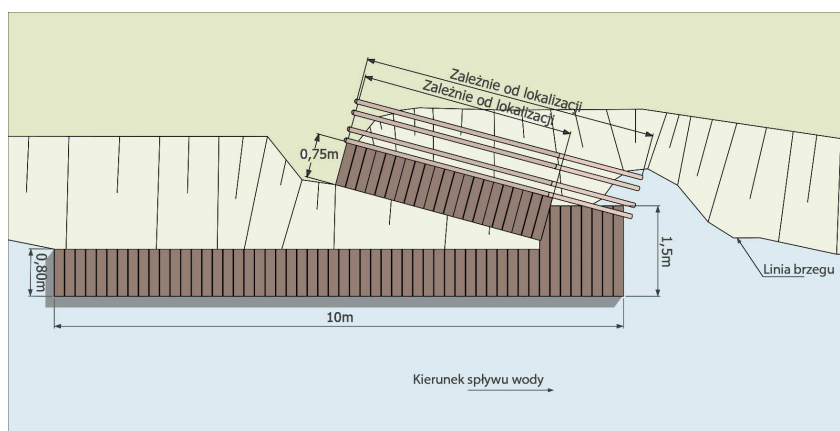 Zależnie od lokalizacji
Zależnie od lokalizacji
0,75m
0,80m
1,5m
Linia brzegu
10m
Kierunek spływu wody